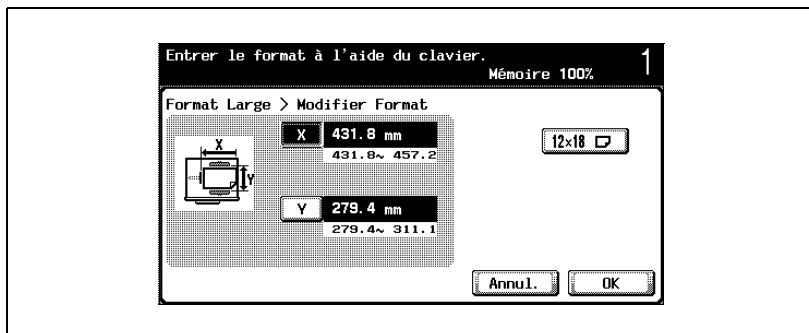 Entrer le format à l'aide du clavier.
Mémoire 100% 1
Format Large > Modifier Format
X 431.8 mm
431.8~ 457.2
12×18
X
Y
Y 279.4 mm
279.4~ 311.1
Annul. OK